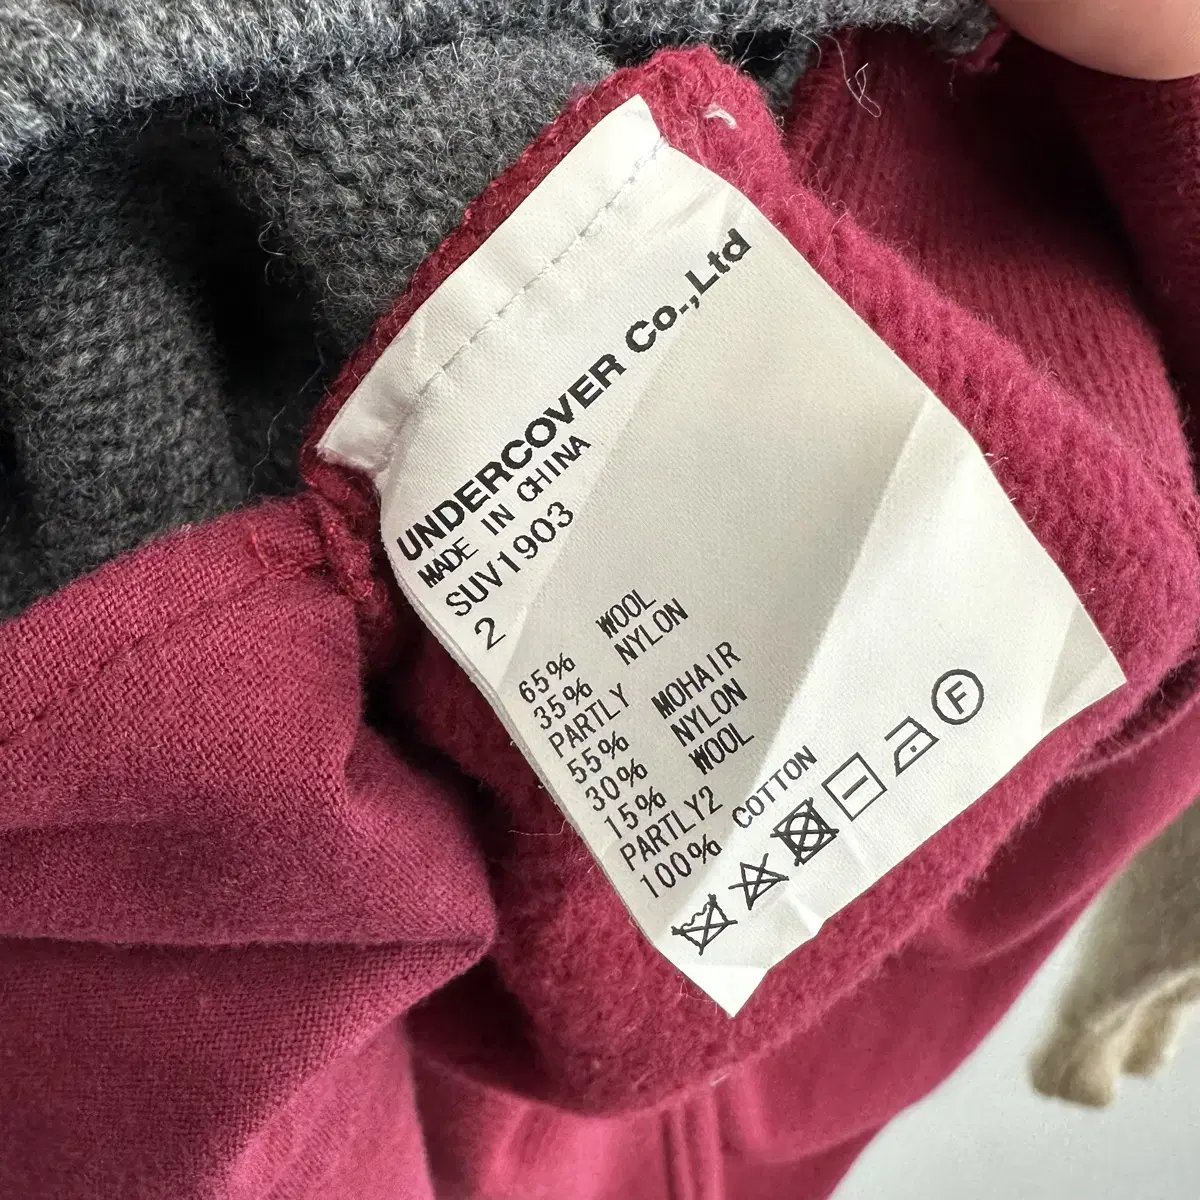 UNDERCOVER Co.,Ltd
MADE IN CHINA
SUV1903
2
65% WOOL
35% NYLON
PARTLY
55% MOHAIR
30% NYLON
15% WOOL
PARTLY2
100% COTTON
F